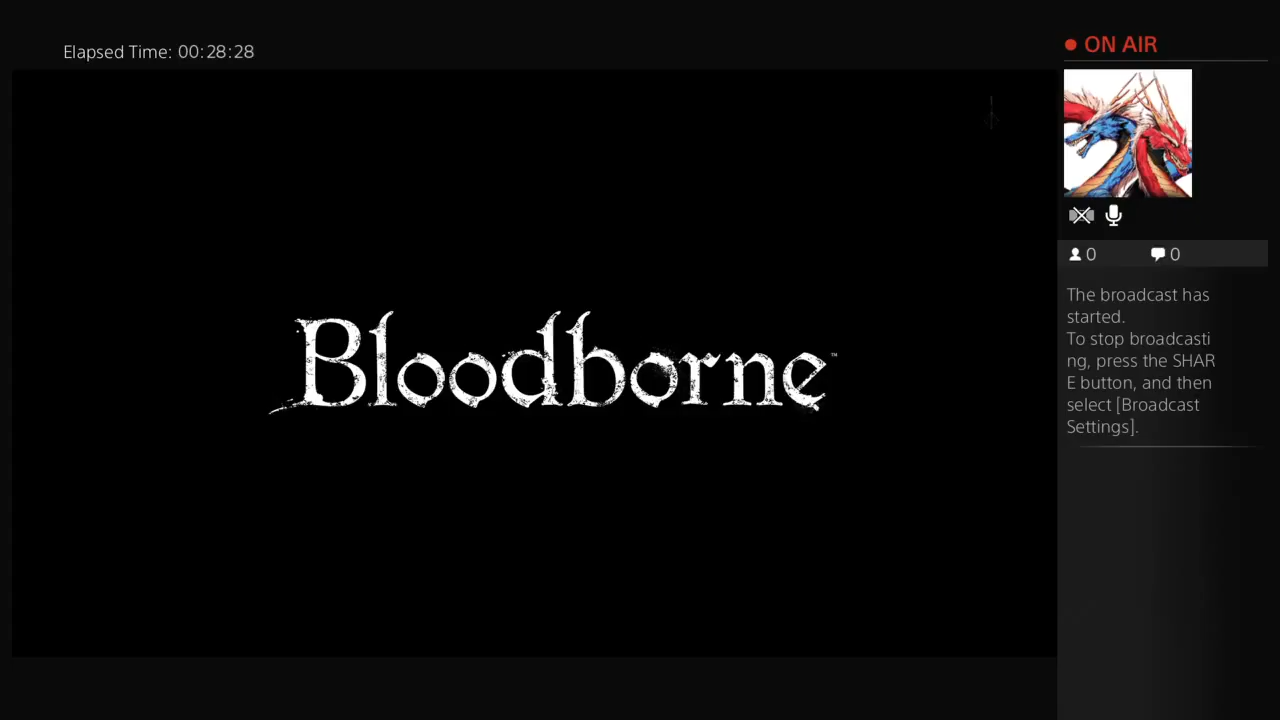 Elapsed Time: 00:28:28
ON AIR
Bloodborne™
0 0
The broadcast has
started.
To stop broadcasti
ng, press the SHAR
E button, and then
select [Broadcast
Settings].